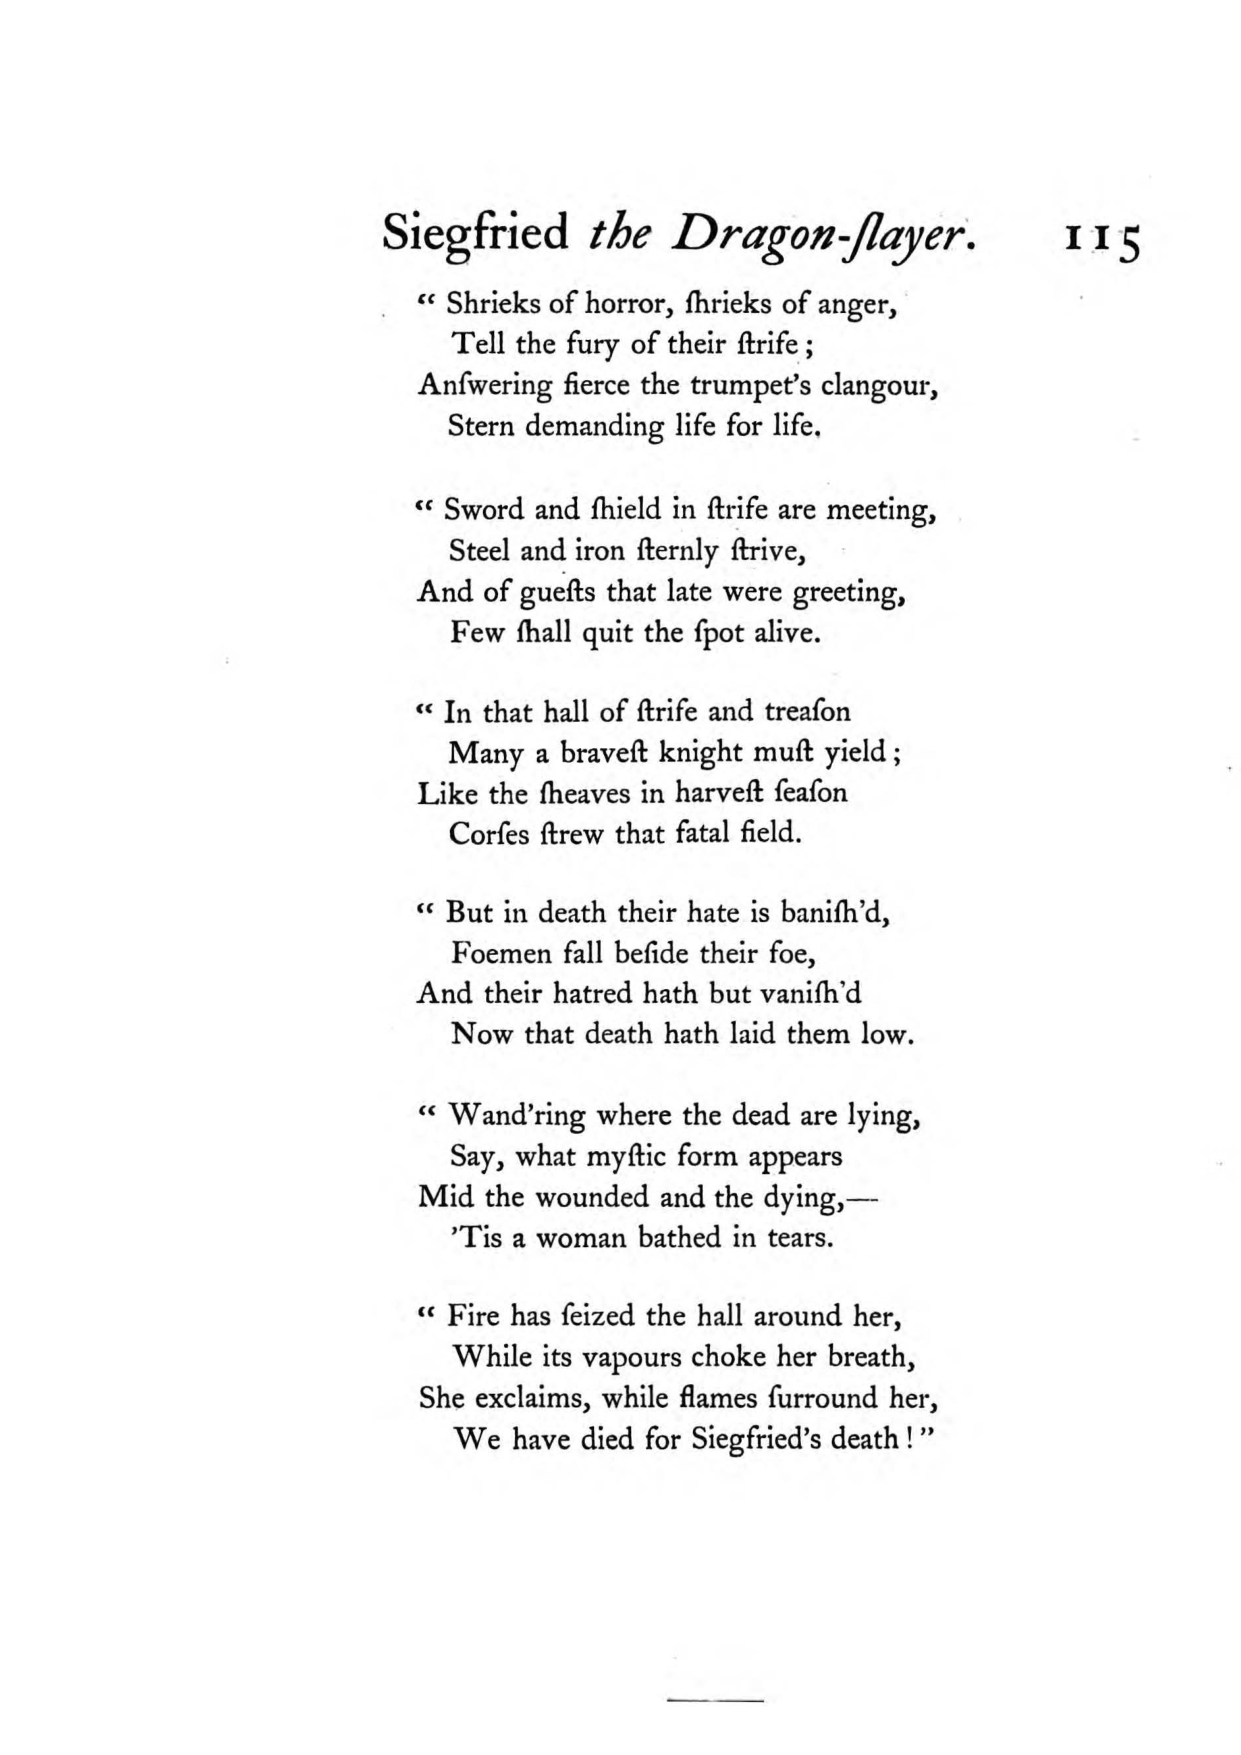 Siegfried the Dragon-ſlayer. 115
“ Shrieks of horror, ſhrieks of anger,
Tell the fury of their ſtrife ;
Anſwering fierce the trumpet’s clangour,
Stern demanding life for life.
“ Sword and ſhield in ſtrife are meeting,
Steel and iron ſternly ſtrive,
And of gueſts that late were greeting,
Few ſhall quit the ſpot alive.
“ In that hall of ſtrife and treaſon
Many a braveſt knight muſt yield ;
Like the ſheaves in harveſt ſeaſon
Corſes ſtrew that fatal field.
“ But in death their hate is baniſh’d,
Foemen fall beſide their foe,
And their hatred hath but vaniſh’d
Now that death hath laid them low.
“ Wand’ring where the dead are lying,
Say, what myſtic form appears
Mid the wounded and the dying,—
’Tis a woman bathed in tears.
“ Fire has ſeized the hall around her,
While its vapours choke her breath,
She exclaims, while flames ſurround her,
We have died for Siegfried’s death ! ”